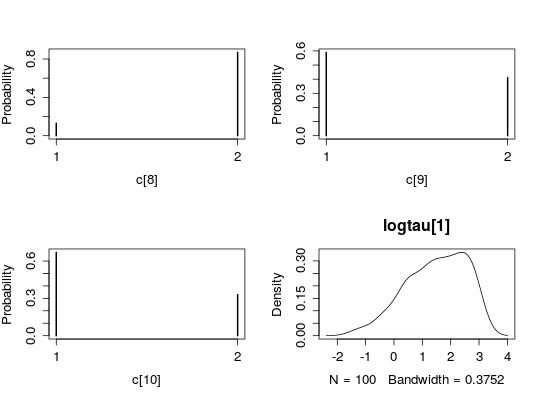 Probability
0.0 0.4 0.8
1 2
c[8]
Probability
0.0 0.3 0.6
1 2
c[9]
Probability
0.0 0.3 0.6
1 2
c[10]
logtau[1]
Density
0.00 0.15 0.30
-2 -1 0 1 2 3 4
N = 100 Bandwidth = 0.3752